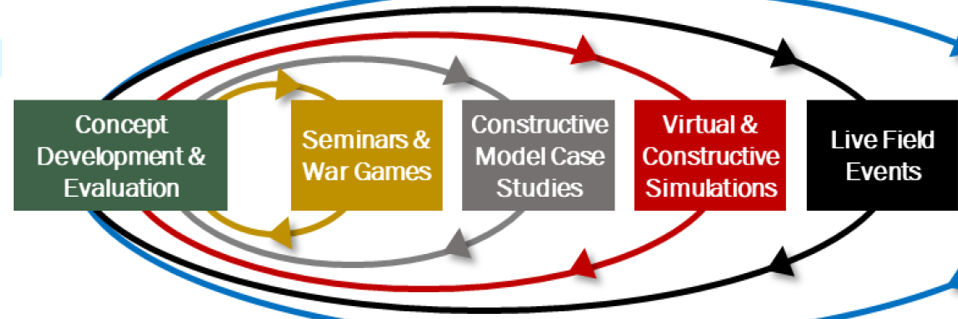 Concept
Development &
Evaluation
Seminars &
War Games
Constructive
Model Case
Studies
Virtual &
Constructive
Simulations
Live Field
Events